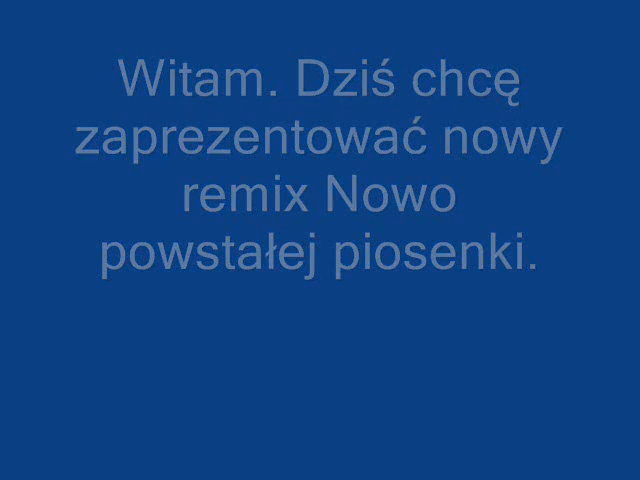 Witam. Dziś chcę
zaprezentować nowy
remix Nowo
powstałej piosenki.